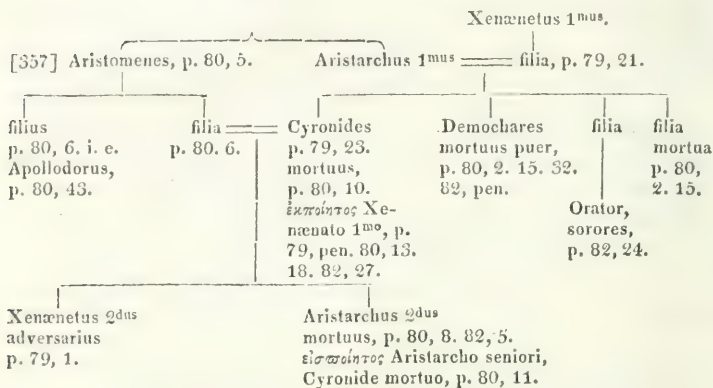 Xenænetus 1mus.
[357] Aristomenes, p. 80, 5. Aristarchus 1mus filia, p. 79, 21.
filius filia Cyronides Demochares filia filia
p. 80, 6. i. e. p. 80. 6. p. 79, 23. mortuus puer, mortua
Apollodorus, mortuus, p. 80, 2. 15. 32. p. 80,
p. 80, 43. p. 80, 10. 82, pen. 2. 15.
ἐκποίητος Xe- Orator,
nænato 1mo, p. sorores,
79, pen. 80, 13. p. 82, 24.
18. 82, 27.
Xenænetus 2dus Aristarchus 2dus
adversarius mortuus, p. 80, 8. 82, 5.
p. 79, 1. εἰσποίητος Aristarcho seniori,
Cyronide mortuo, p. 80, 11.